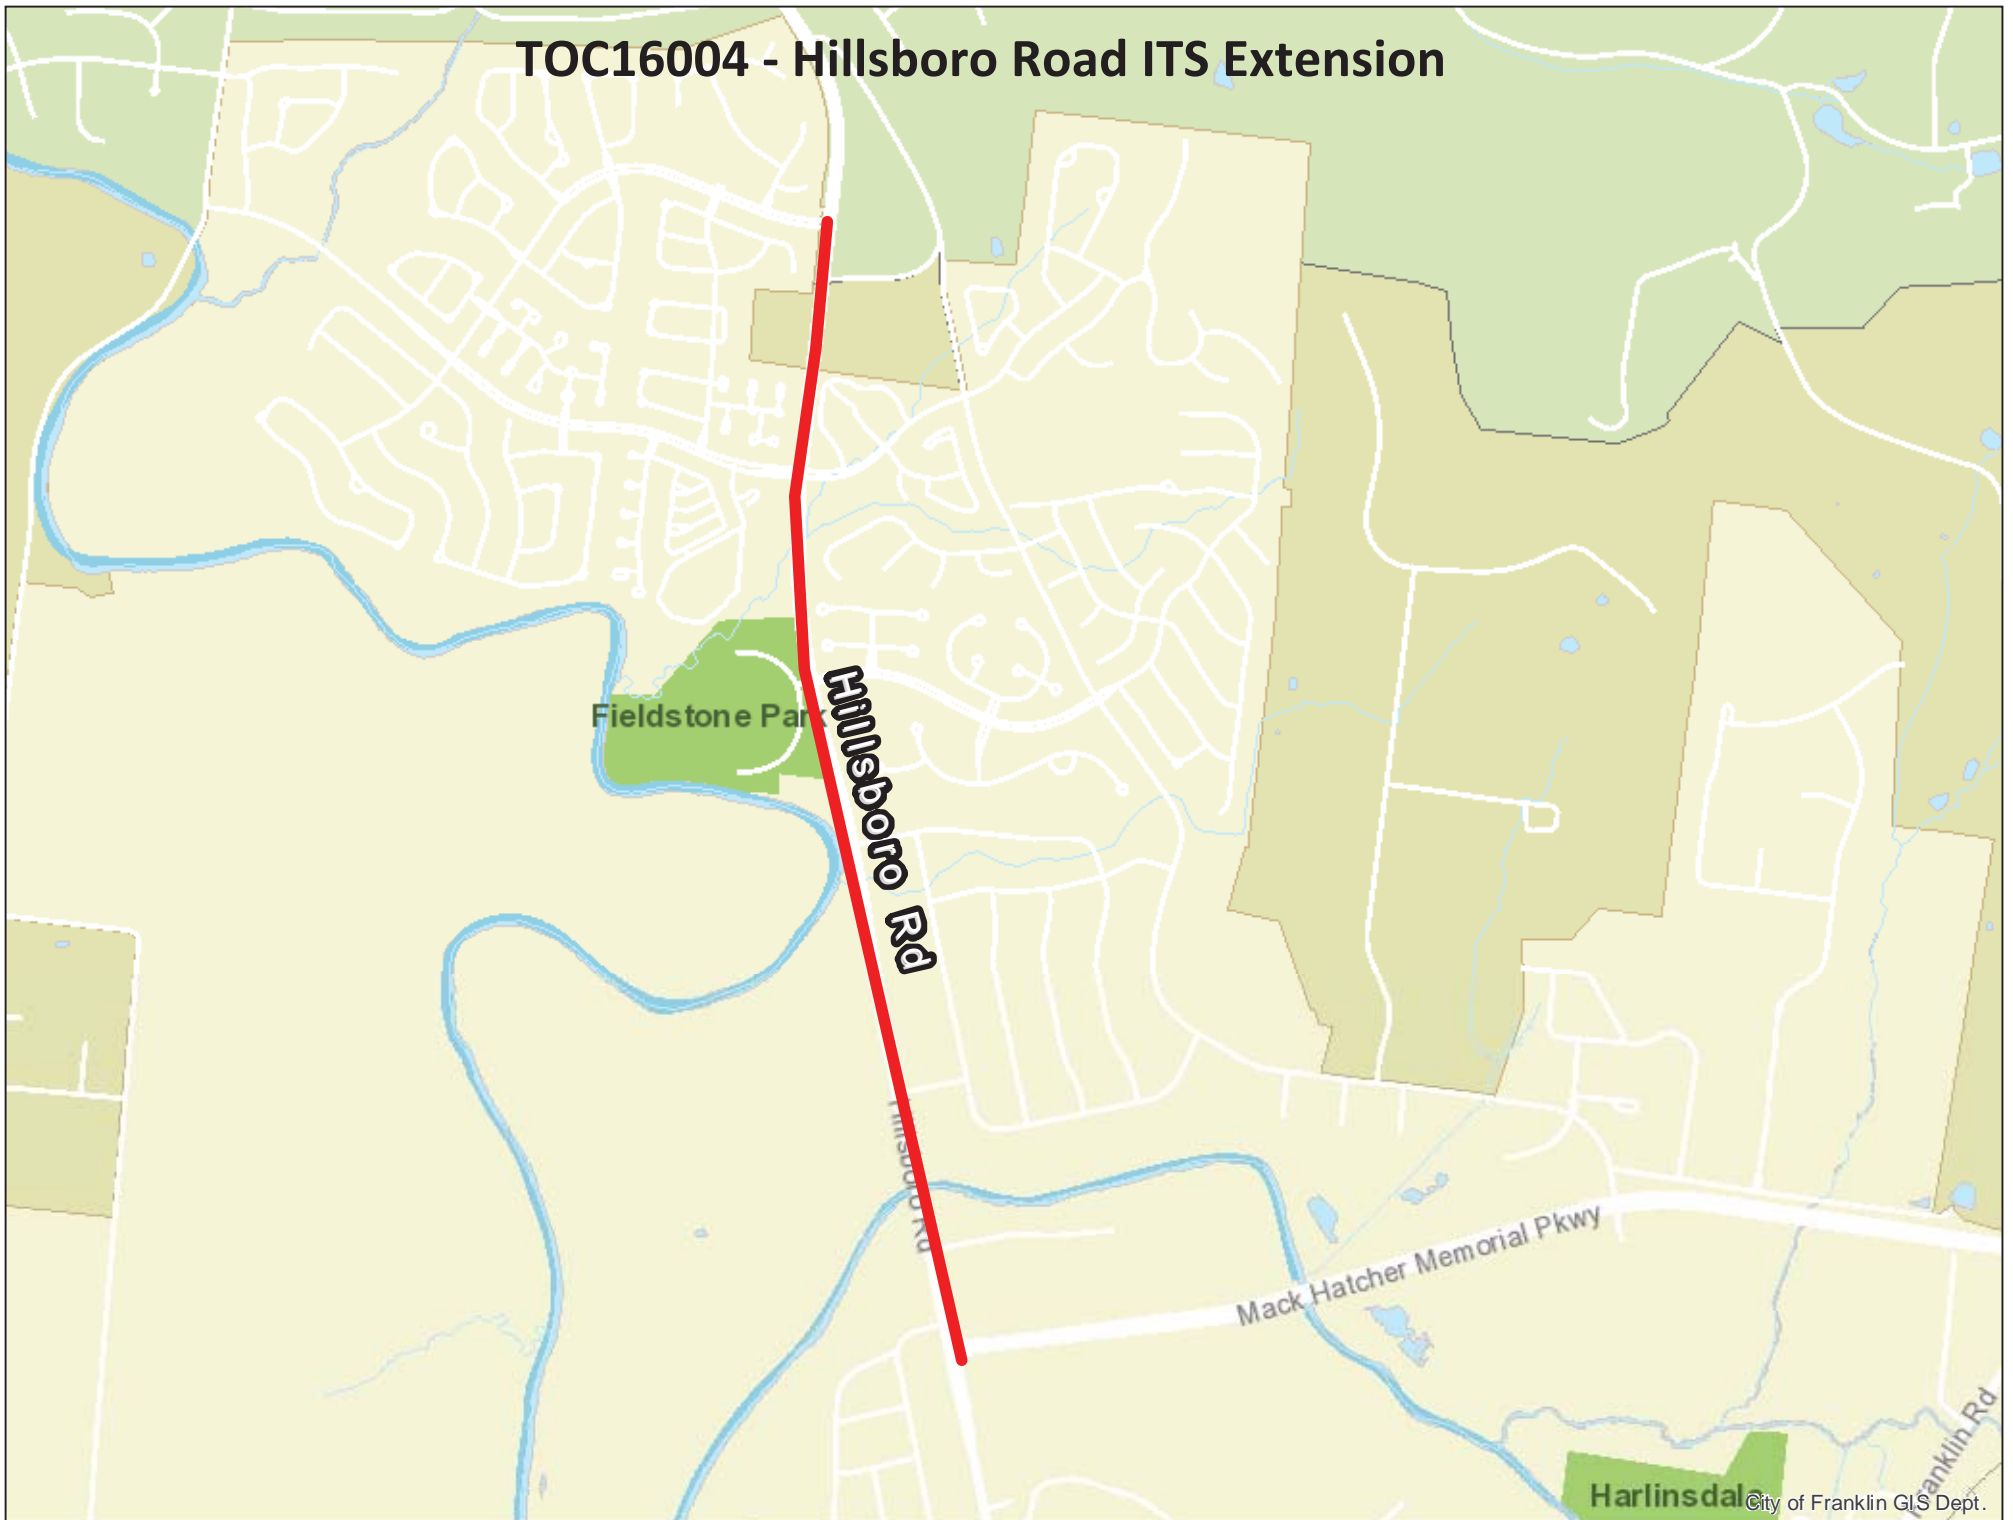 TOC16004 - Hillsboro Road ITS Extension
Fieldstone Park
Hillsboro Rd
Hillsboro Rd
Mack Hatcher Memorial Pkwy
Franklin Rd
Harlinsdale
City of Franklin GIS Dept.